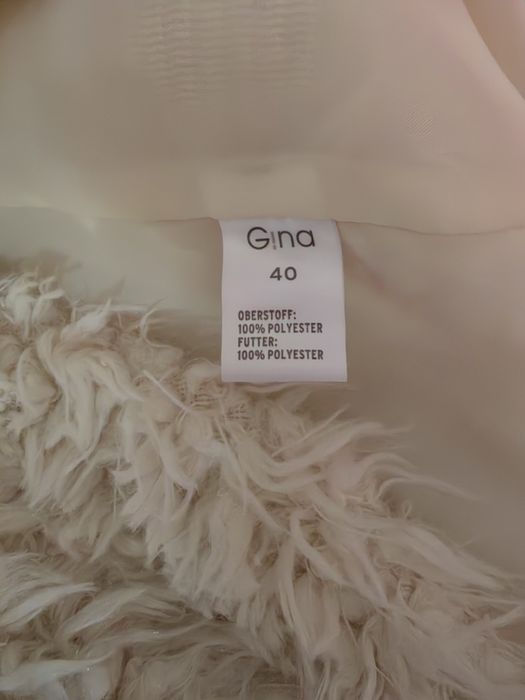 Gina
40
OBERSTOFF:
100% POLYESTER
FUTTER:
100% POLYESTER